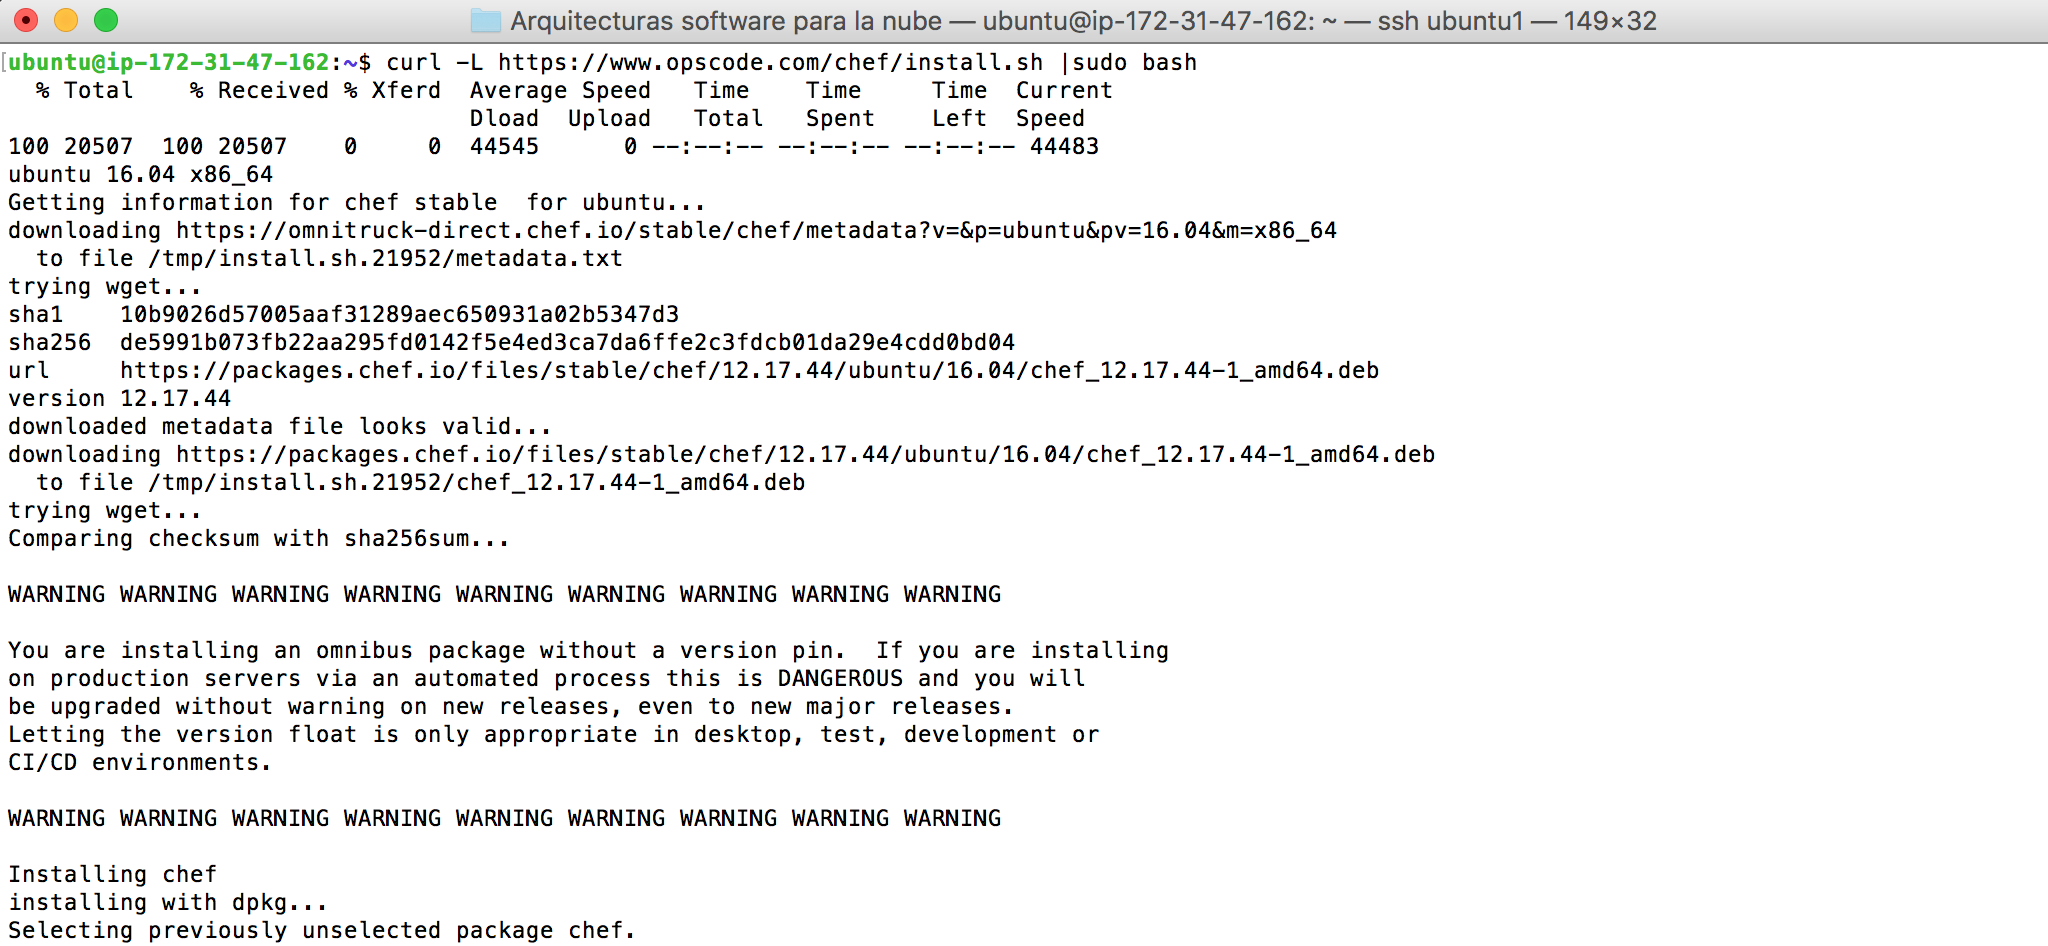 Arquitecturas software para la nube — ubuntu@ip-172-31-47-162: ~ — ssh ubuntu1 — 149×32
[ubuntu@ip-172-31-47-162:~$ curl -L https://www.opscode.com/chef/install.sh |sudo bash
  % Total    % Received % Xferd  Average Speed   Time    Time     Time  Current
                                 Dload  Upload   Total   Spent    Left  Speed
100 20507  100 20507    0     0  44545      0 --:--:-- --:--:-- --:--:-- 44483
ubuntu 16.04 x86_64
Getting information for chef stable  for ubuntu...
downloading https://omnitruck-direct.chef.io/stable/chef/metadata?v=&p=ubuntu&pv=16.04&m=x86_64
  to file /tmp/install.sh.21952/metadata.txt
trying wget...
sha1    10b9026d57005aaf31289aec650931a02b5347d3
sha256  de5991b073fb22aa295fd0142f5e4ed3ca7da6ffe2c3fdcb01da29e4cdd0bd04
url     https://packages.chef.io/files/stable/chef/12.17.44/ubuntu/16.04/chef_12.17.44-1_amd64.deb
version 12.17.44
downloaded metadata file looks valid...
downloading https://packages.chef.io/files/stable/chef/12.17.44/ubuntu/16.04/chef_12.17.44-1_amd64.deb
  to file /tmp/install.sh.21952/chef_12.17.44-1_amd64.deb
trying wget...
Comparing checksum with sha256sum...
WARNING WARNING WARNING WARNING WARNING WARNING WARNING WARNING WARNING
You are installing an omnibus package without a version pin.  If you are installing
on production servers via an automated process this is DANGEROUS and you will
be upgraded without warning on new releases, even to new major releases.
Letting the version float is only appropriate in desktop, test, development or
CI/CD environments.
WARNING WARNING WARNING WARNING WARNING WARNING WARNING WARNING WARNING
Installing chef
installing with dpkg...
Selecting previously unselected package chef.